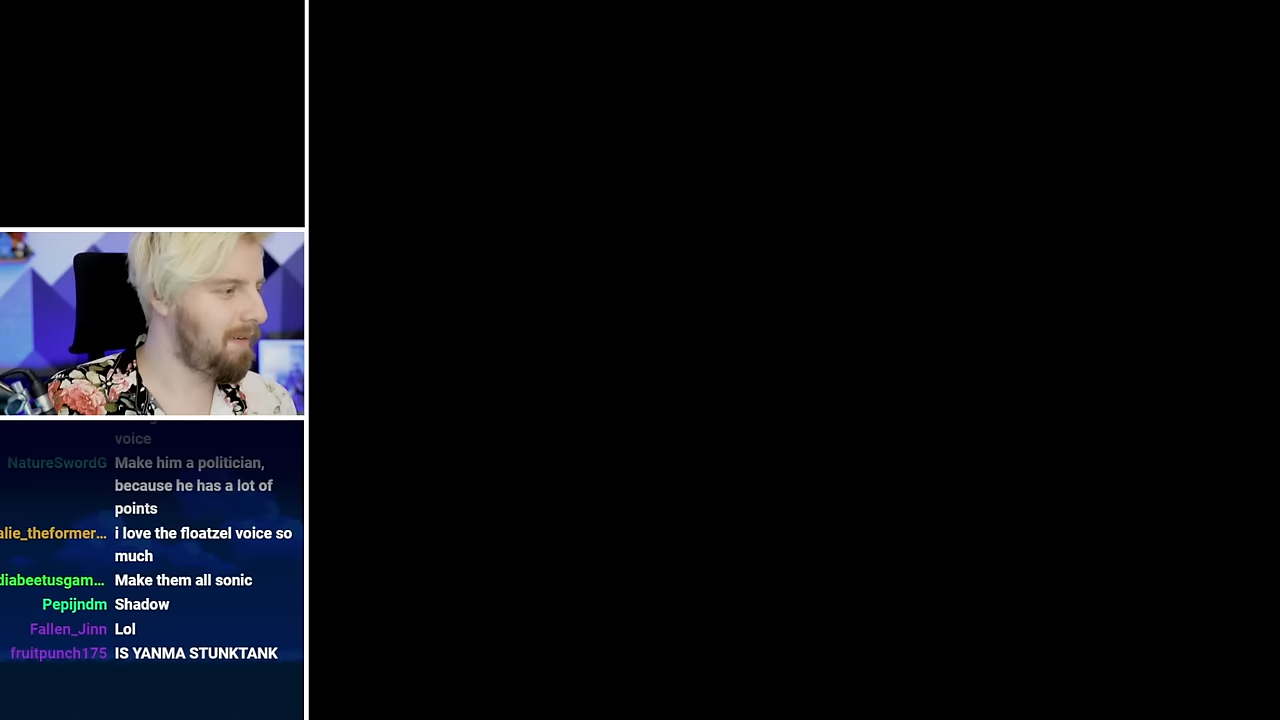 voice
NatureSwordG Make him a politician,
because he has a lot of
points
alie_theformer... i love the floatzel voice so
much
diabeetusgam... Make them all sonic
Pepijndm Shadow
Fallen_Jinn Lol
fruitpunch175 IS YANMA STUNKTANK